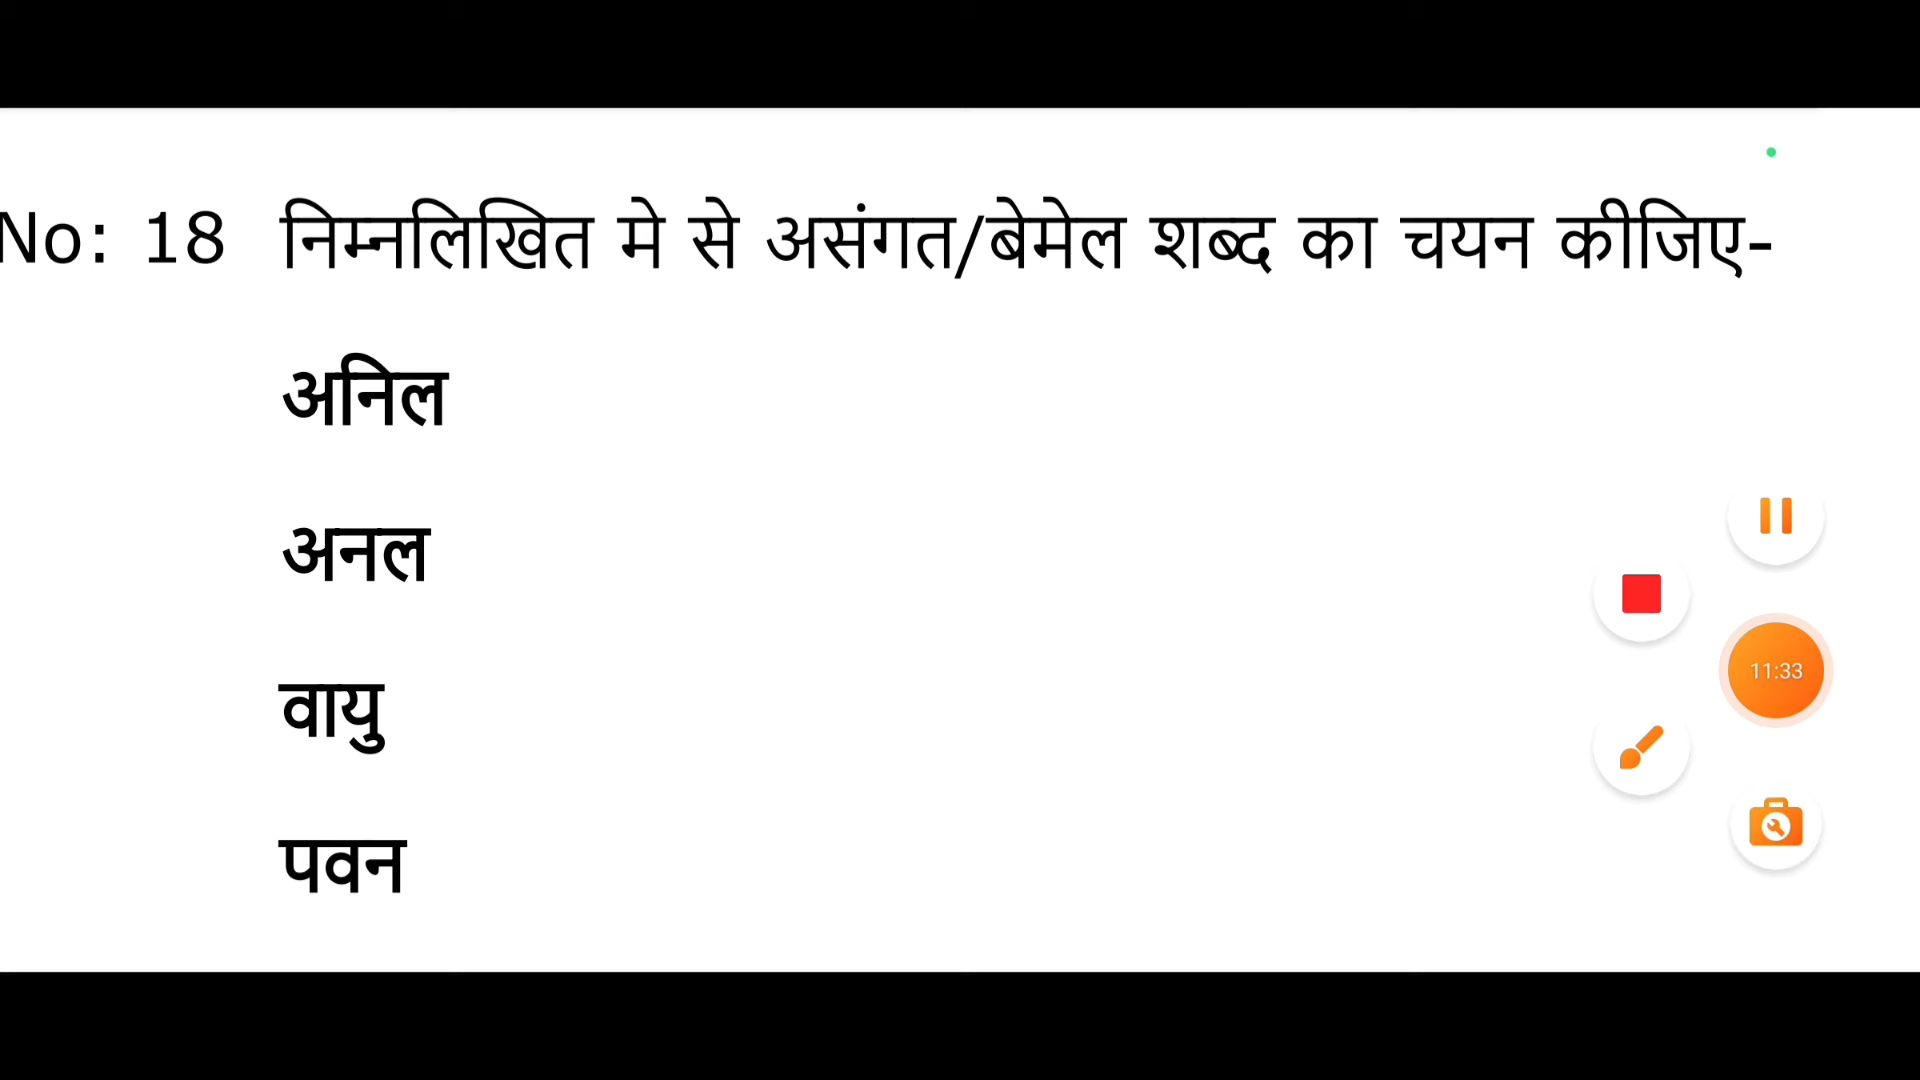 No: 18 निम्नलिखित मे से असंगत/बेमेल शब्द का चयन कीजिए-
अनिल
अनल
वायु
पवन
11:33